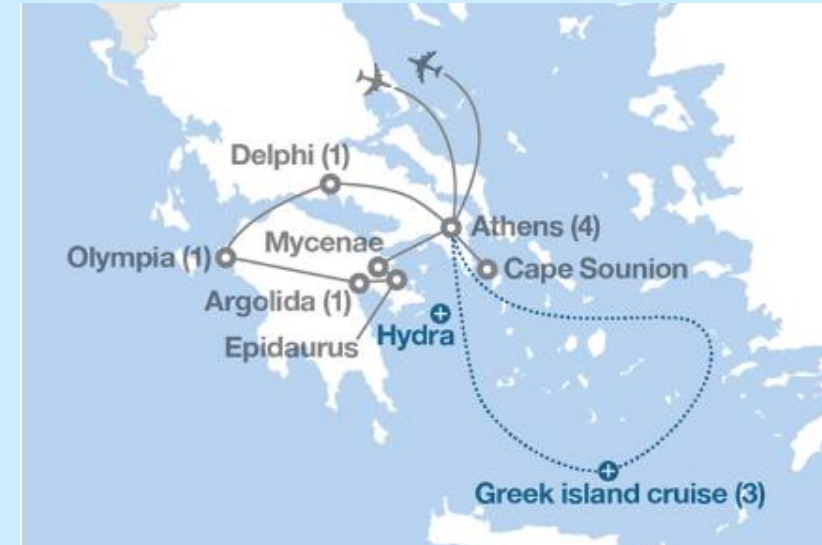 Delphi (1)
Athens (4)
Mycenae
Olympia (1)
Cape Sounion
Argolida (1)
Hydra
Epidaurus
Greek island cruise (3)